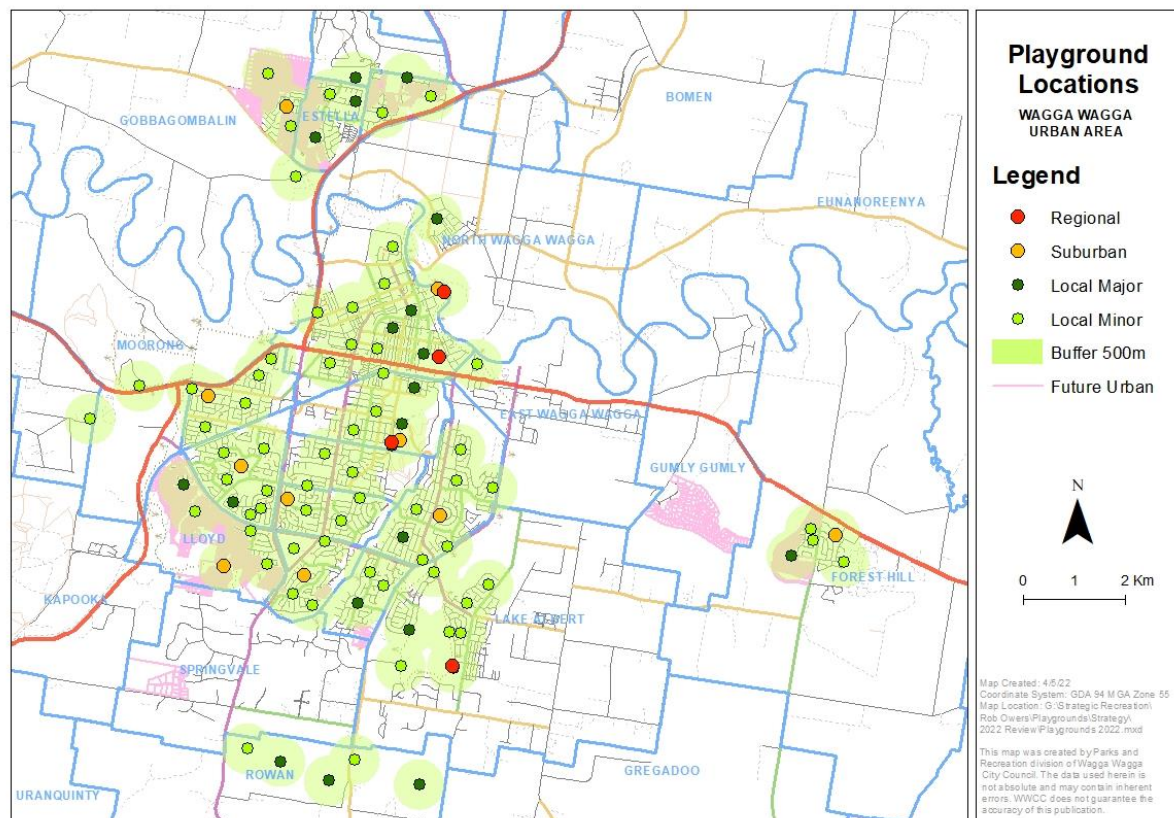 GOBBAGOMBALIN
ESTELLA
BOMEN
EUNANOREENYA
NORTH WAGGA WAGGA
MOORONG
EAST WAGGA WAGGA
GUMLY GUMLY
LLOYD
FOREST HILL
KAPOOKA
LAKE ALBERT
SPRINGVALE
ROWAN
GREGADOO
URANQUINTY
Playground
Locations
WAGGA WAGGA
URBAN AREA
Legend
Regional
Suburban
Local Major
Local Minor
Buffer 500m
Future Urban
N
0 1 2 Km
Map Created: 4/5/22
Coordinate System: GDA 94 MGA Zone 55
Map Location: G:\Strategic Recreation\
Rob Owers\Playgrounds\Strategy\
2022 Review\Playgrounds 2022.mxd
This map was created by Parks and
Recreation division of Wagga Wagga
City Council. The data used herein is
not absolute and may contain inherent
errors. WWCC does not guarantee the
accuracy of this publication.